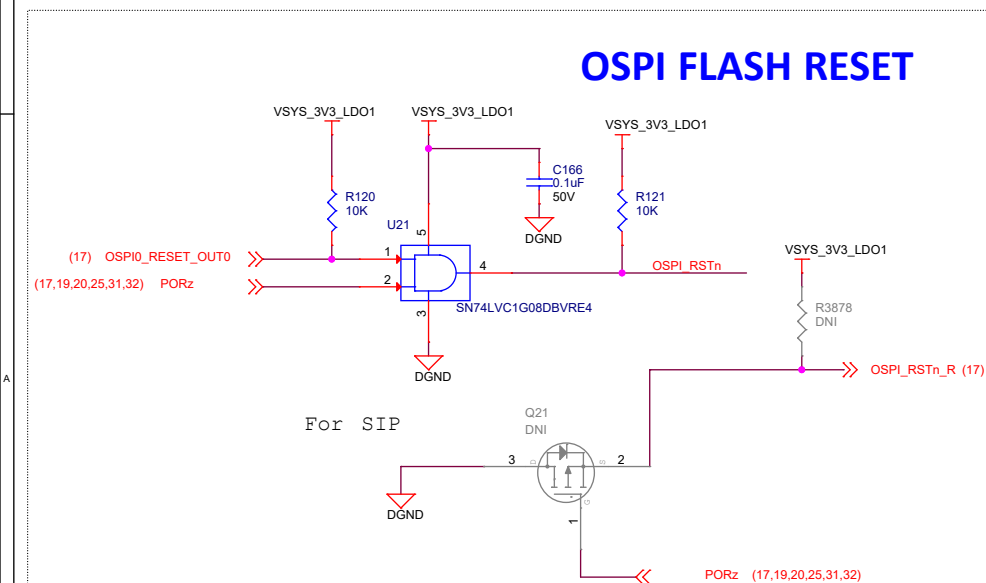 OSPI FLASH RESET
VSYS_3V3_LDO1
VSYS_3V3_LDO1
VSYS_3V3_LDO1
C166
0.1uF
50V
R120
10K
R121
10K
U21
5
DGND
VSYS_3V3_LDO1
(17) OSPI0_RESET_OUT0
1
4
OSPI_RSTn
(17,19,20,25,31,32) PORz
2
3
SN74LVC1G08DBVRE4
R3878
DNI
DGND
A
OSPI_RSTn_R (17)
For SIP
Q21
DNI
3
D
S
2
G
DGND
1
PORz (17,19,20,25,31,32)